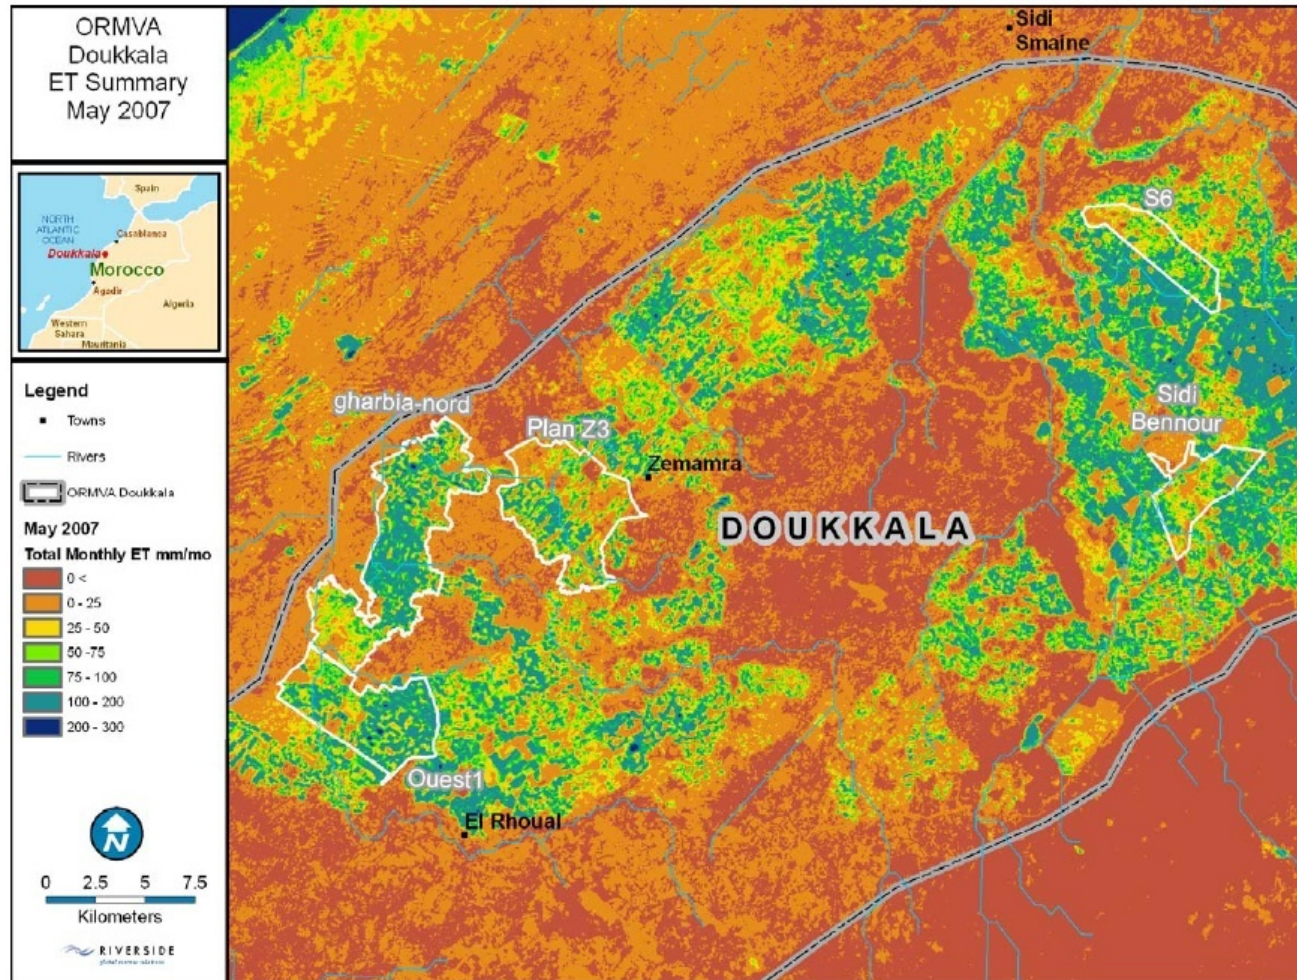 ORMVA
Doukkala
ET Summary
May 2007
Spain
NORTH
ATLANTIC
OCEAN
Casablanca
Doukkala
Morocco
Agadir
Algeria
Western
Sahara
Mauritania
Legend
Towns
Rivers
ORMVA Doukkala
May 2007
Total Monthly ET mm/mo
0 <
0 - 25
25 - 50
50 -75
75 - 100
100 - 200
200 - 300
N
0 2.5 5 7.5
Kilometers
RIVERSIDE
Sidi
Smaine
S6
gharbia-nord
Plan Z3
Sidi
Bennour
Zemamra
DOUKKALA
Ouest1
El Rhoual